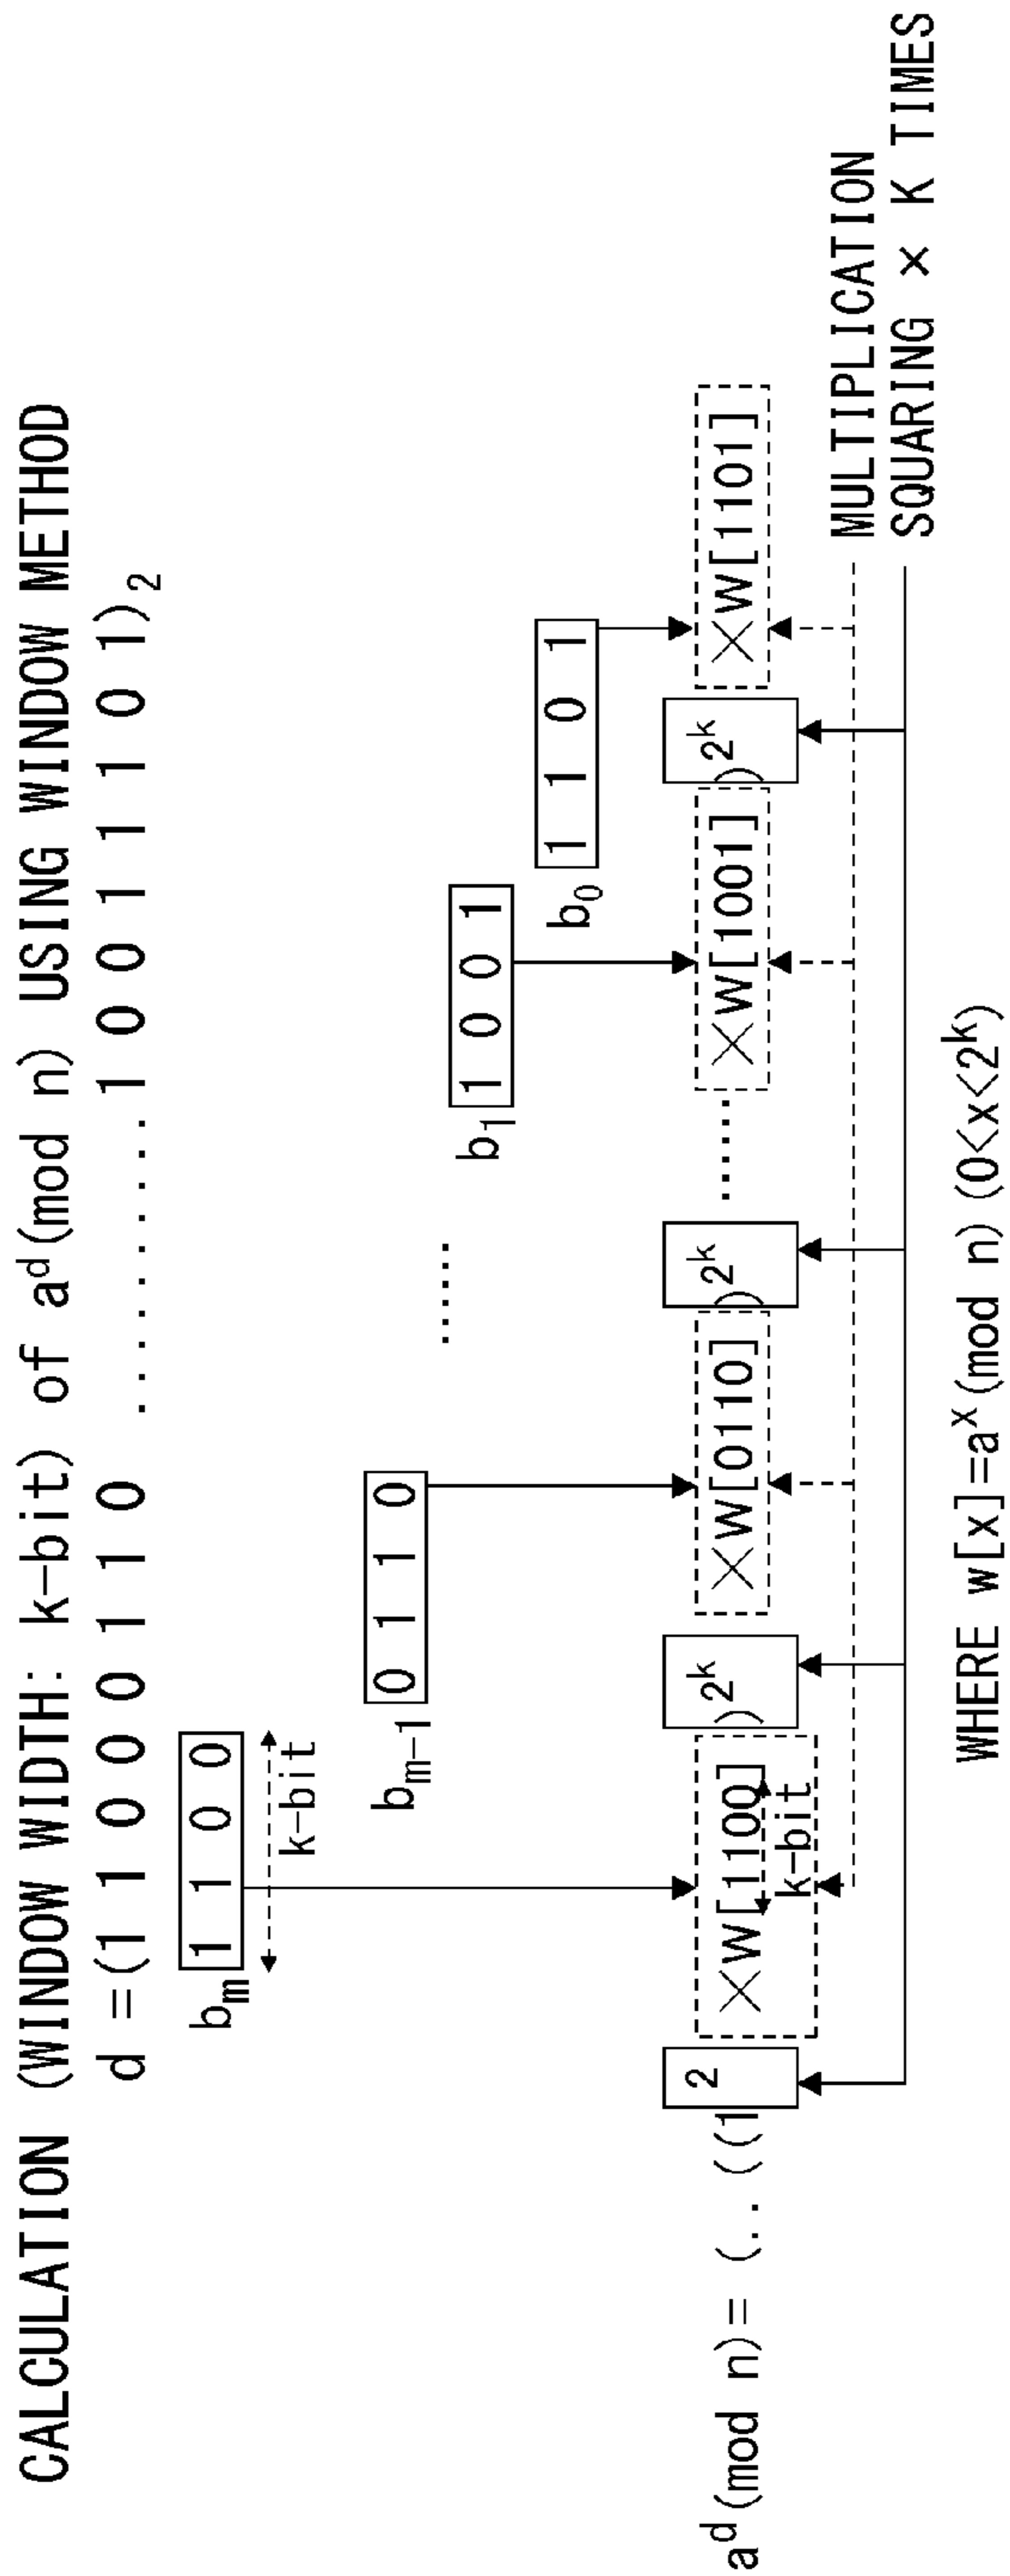 CALCULATION (WINDOW WIDTH: k-bit) of a^d(mod n) USING WINDOW METHOD
d =(1 1 0 0 0 1 1 0 .......... 1 0 0 1 1 1 0 1)₂
b_m 1 1 0 0
k-bit
b_{m-1} 0 1 1 0
......
b_1 1 0 0 1
b_0 1 1 0 1
a^d(mod n)= (..((1 2 ×W[1100] )2^k ×W[0110] )2^k ...... ×W[1001] )2^k ×W[1101]
k-bit
MULTIPLICATION
SQUARING × K TIMES
WHERE w[x]=a^x(mod n)(0<x<2^k)